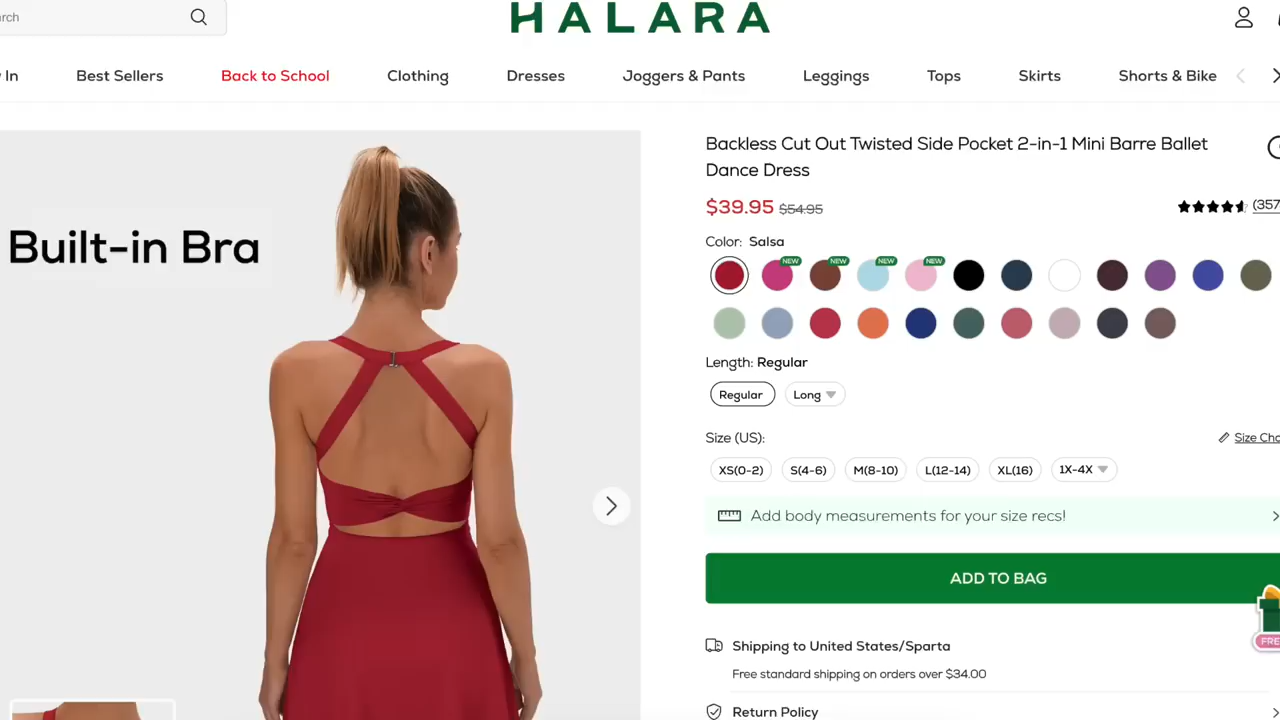 rch
HALARA
In
Best Sellers
Back to School
Clothing
Dresses
Joggers & Pants
Leggings
Tops
Skirts
Shorts & Bike
Built-in Bra
Backless Cut Out Twisted Side Pocket 2-in-1 Mini Barre Ballet
Dance Dress
$39.95 $54.95
(357
Color: Salsa
NEW
NEW
NEW
NEW
Length: Regular
Regular
Long
Size (US):
Size Cha
XS(0-2)
S(4-6)
M(8-10)
L(12-14)
XL(16)
1X-4X
Add body measurements for your size recs!
ADD TO BAG
FRE
Shipping to United States/Sparta
Free standard shipping on orders over $34.00
Return Policy